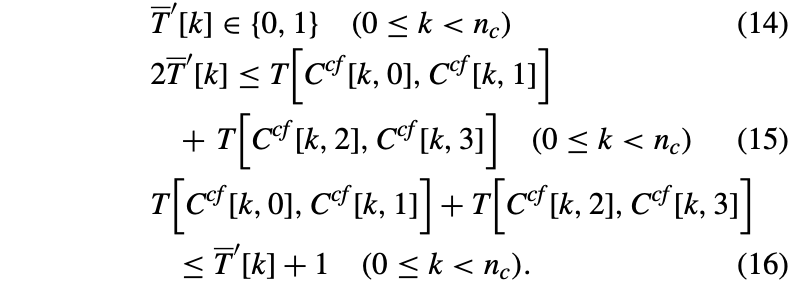 T̅′[k] ∈ {0, 1} (0 ≤ k < n_c) (14)
2T̅′[k] ≤ T[C^{cf}[k, 0], C^{cf}[k, 1]]
+ T[C^{cf}[k, 2], C^{cf}[k, 3]] (0 ≤ k < n_c) (15)
T[C^{cf}[k, 0], C^{cf}[k, 1]] + T[C^{cf}[k, 2], C^{cf}[k, 3]]
≤ T̅′[k] + 1 (0 ≤ k < n_c). (16)